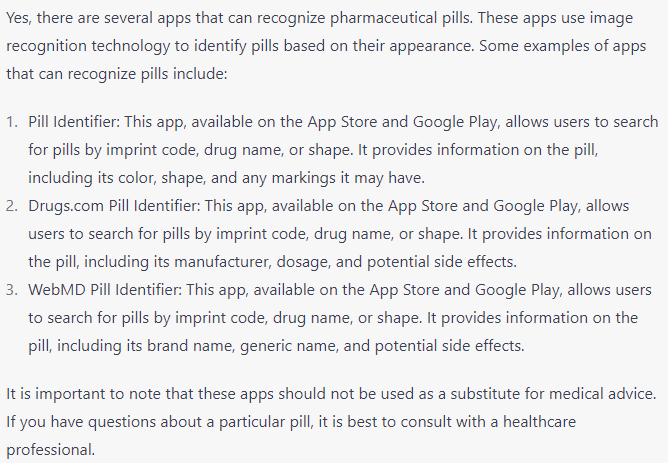 Yes, there are several apps that can recognize pharmaceutical pills. These apps use image
recognition technology to identify pills based on their appearance. Some examples of apps
that can recognize pills include:
1. Pill Identifier: This app, available on the App Store and Google Play, allows users to search
for pills by imprint code, drug name, or shape. It provides information on the pill,
including its color, shape, and any markings it may have.
2. Drugs.com Pill Identifier: This app, available on the App Store and Google Play, allows
users to search for pills by imprint code, drug name, or shape. It provides information on
the pill, including its manufacturer, dosage, and potential side effects.
3. WebMD Pill Identifier: This app, available on the App Store and Google Play, allows users
to search for pills by imprint code, drug name, or shape. It provides information on the
pill, including its brand name, generic name, and potential side effects.
It is important to note that these apps should not be used as a substitute for medical advice.
If you have questions about a particular pill, it is best to consult with a healthcare
professional.